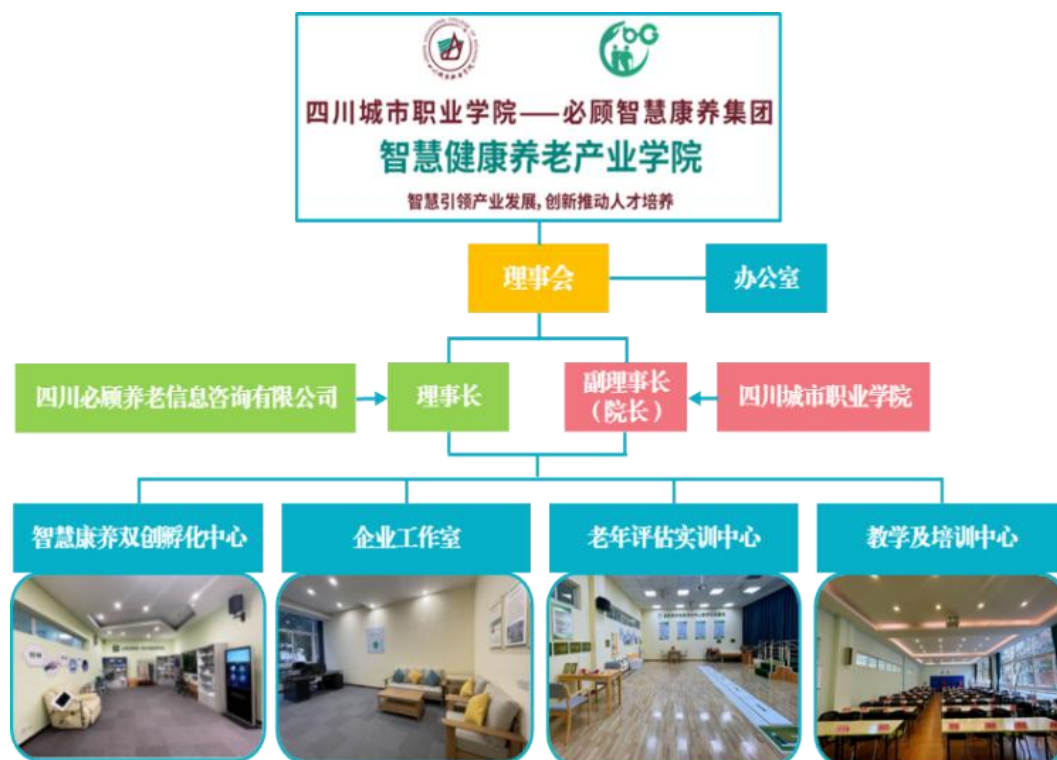 四川城市职业学院——必顾智慧康养集团
智慧健康养老产业学院
智慧引领产业发展,创新推动人才培养
理事会
办公室
四川必顾养老信息咨询有限公司
理事长
副理事长
（院长）
四川城市职业学院
智慧康养双创孵化中心
企业工作室
老年评估实训中心
教学及培训中心